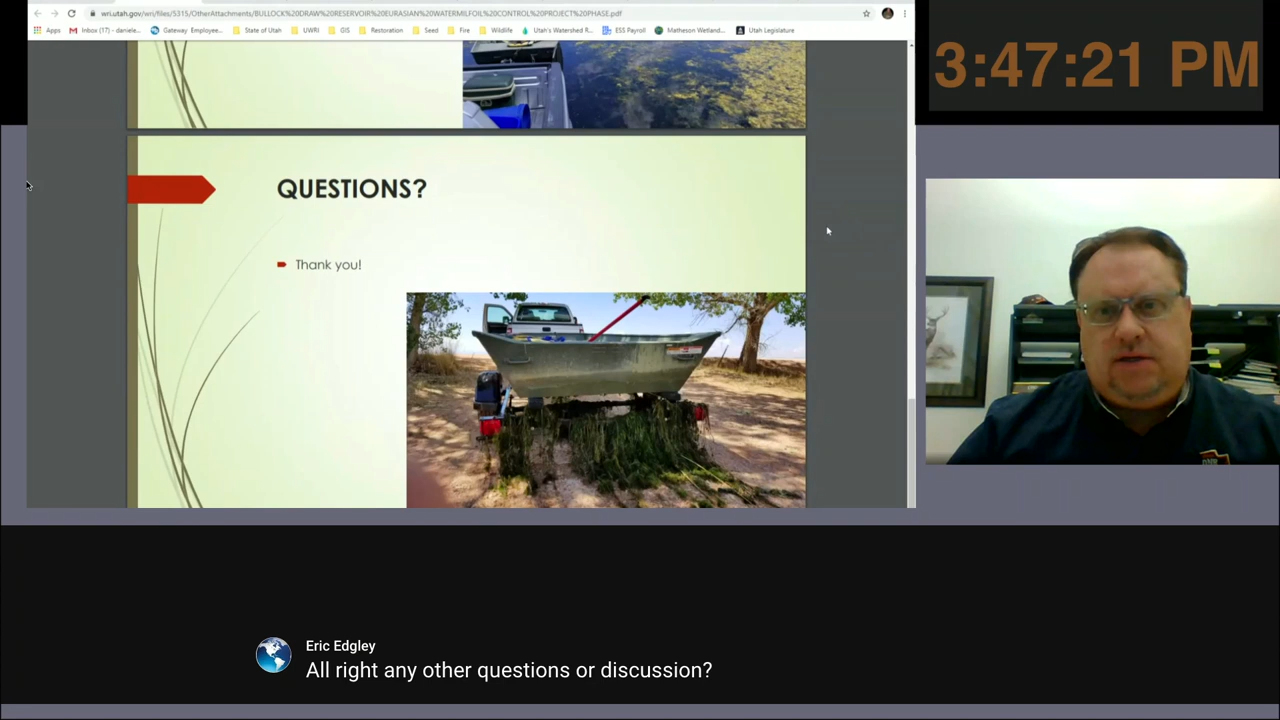 wri.utah.gov/wri/files/5315/OtherAttachments/BULLOCK%20DRAW%20RESERVOIR%20EURASIAN%20WATERMILFOIL%20CONTROL%20PROJECT%20PHASE.pdf
Apps Inbox (17) - daniele... Gateway Employee... State of Utah UWRI GIS Restoration Seed Fire Wildlife Utah's Watershed R... ESS Payroll Matheson Wetland... Utah Legislature
3:47:21 PM
QUESTIONS?
Thank you!
Eric Edgley
All right any other questions or discussion?